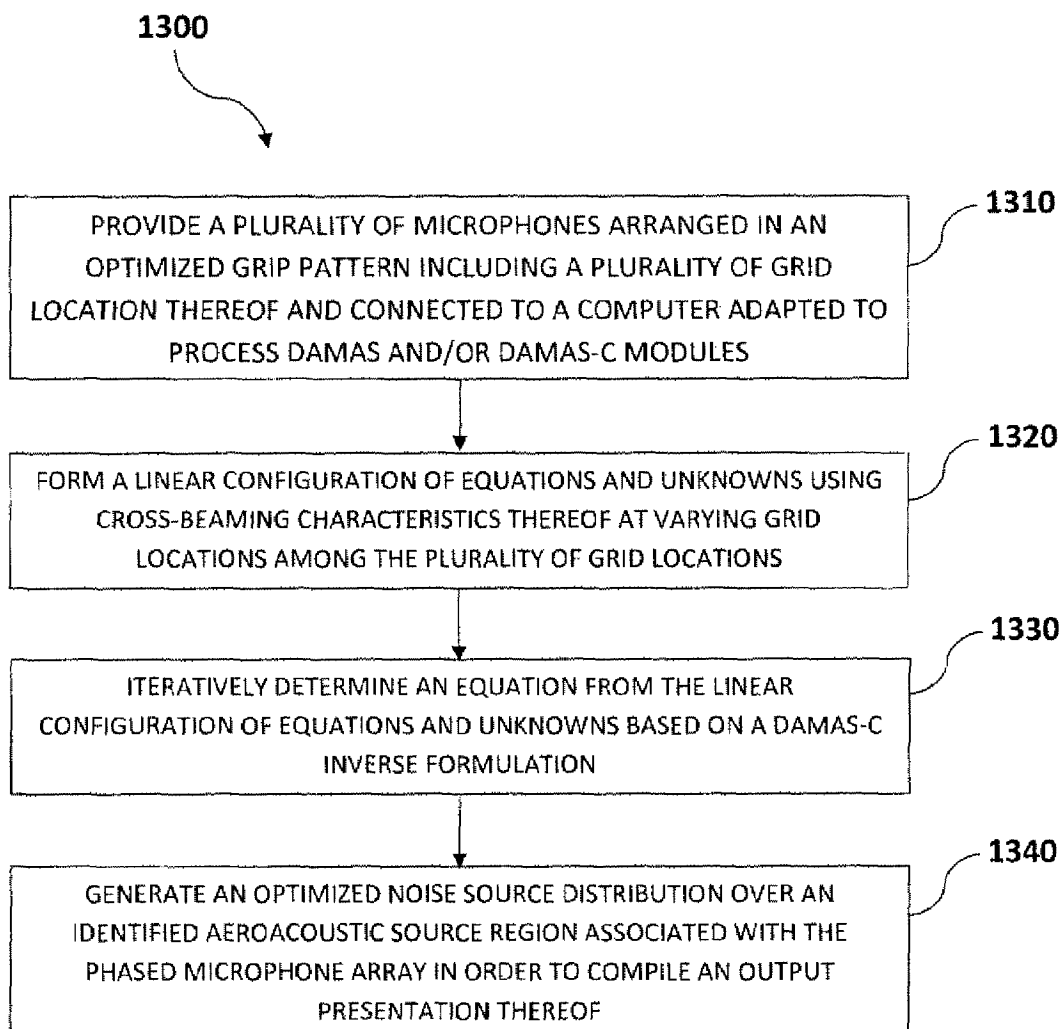 1300
1310
PROVIDE A PLURALITY OF MICROPHONES ARRANGED IN AN
OPTIMIZED GRIP PATTERN INCLUDING A PLURALITY OF GRID
LOCATION THEREOF AND CONNECTED TO A COMPUTER ADAPTED TO
PROCESS DAMAS AND/OR DAMAS-C MODULES
1320
FORM A LINEAR CONFIGURATION OF EQUATIONS AND UNKNOWNS USING
CROSS-BEAMING CHARACTERISTICS THEREOF AT VARYING GRID
LOCATIONS AMONG THE PLURALITY OF GRID LOCATIONS
1330
ITERATIVELY DETERMINE AN EQUATION FROM THE LINEAR
CONFIGURATION OF EQUATIONS AND UNKNOWNS BASED ON A DAMAS-C
INVERSE FORMULATION
1340
GENERATE AN OPTIMIZED NOISE SOURCE DISTRIBUTION OVER AN
IDENTIFIED AEROACOUSTIC SOURCE REGION ASSOCIATED WITH THE
PHASED MICROPHONE ARRAY IN ORDER TO COMPILE AN OUTPUT
PRESENTATION THEREOF